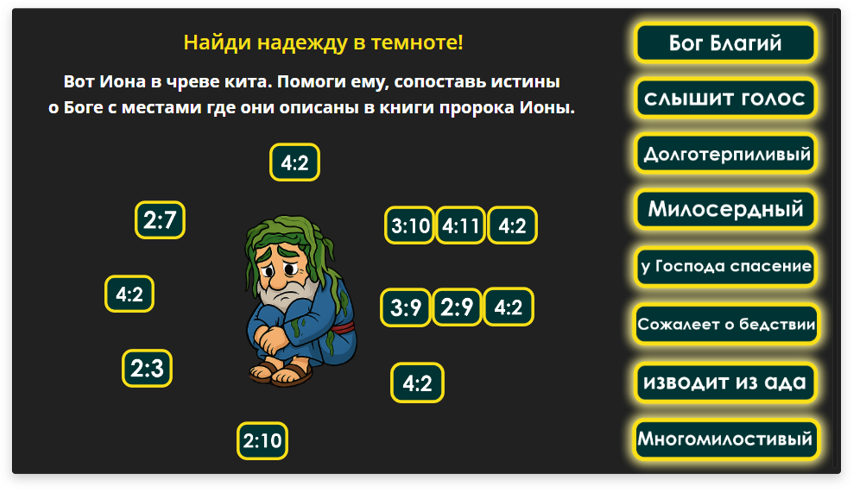 Найди надежду в темноте!
Вот Иона в чреве кита. Помоги ему, сопоставь истины
о Боге с местами где они описаны в книги пророка Ионы.
4:2
2:7
3:10 4:11 4:2
4:2
3:9 2:9 4:2
2:3
4:2
2:10
Бог Благий
слышит голос
Долготерпиливый
Милосердный
у Господа спасение
Сожалеет о бедствии
изводит из ада
Многомилостивый